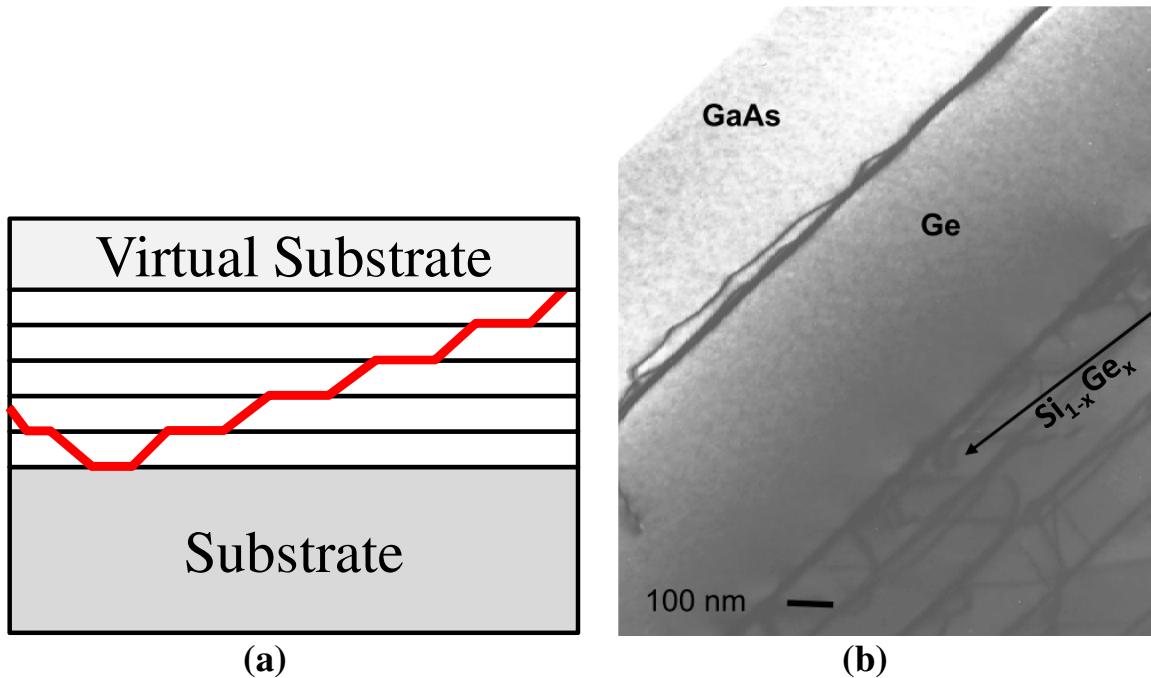 Virtual Substrate
Substrate
(a)
GaAs
Ge
Si₁₋ₓGeₓ
100 nm
(b)